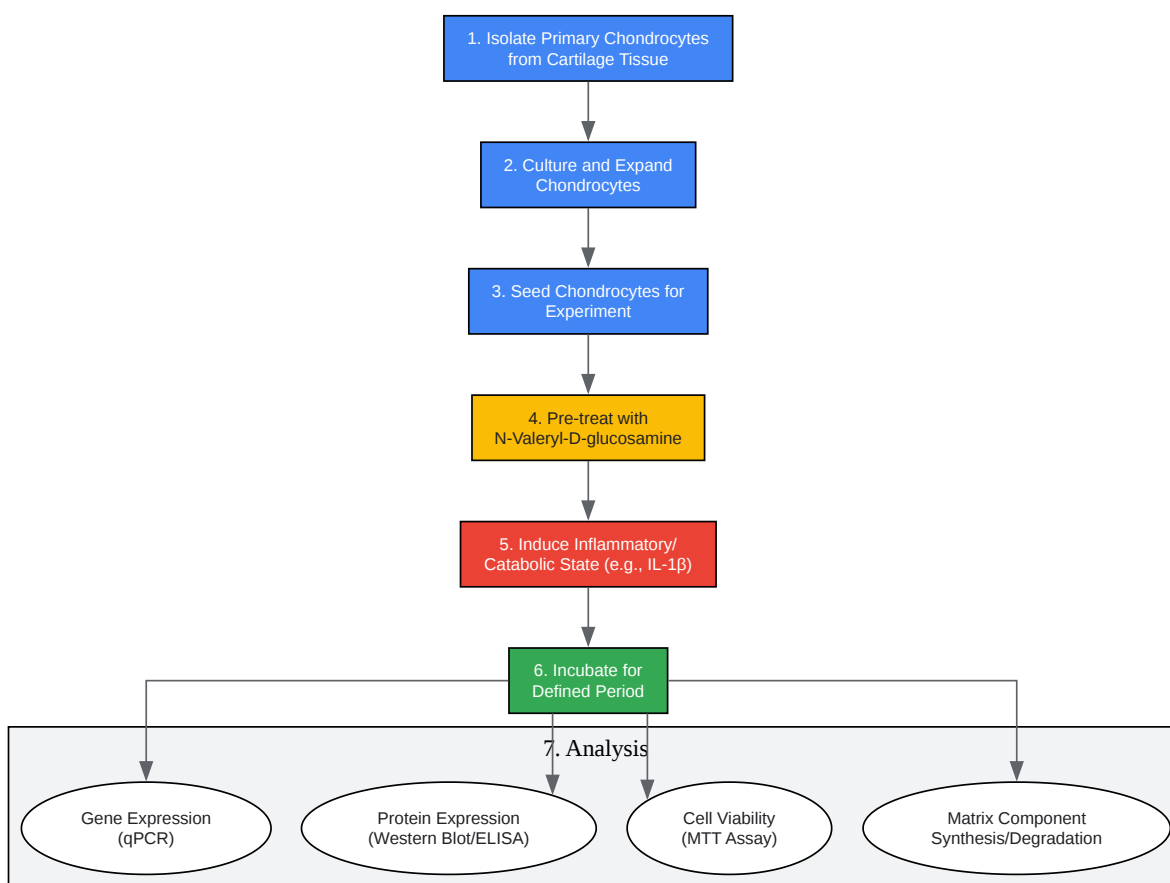 1. Isolate Primary Chondrocytes
from Cartilage Tissue
2. Culture and Expand
Chondrocytes
3. Seed Chondrocytes for
Experiment
4. Pre-treat with
N-Valeryl-D-glucosamine
5. Induce Inflammatory/
Catabolic State (e.g., IL-1β)
6. Incubate for
Defined Period
7. Analysis
Gene Expression
(qPCR)
Protein Expression
(Western Blot/ELISA)
Cell Viability
(MTT Assay)
Matrix Component
Synthesis/Degradation